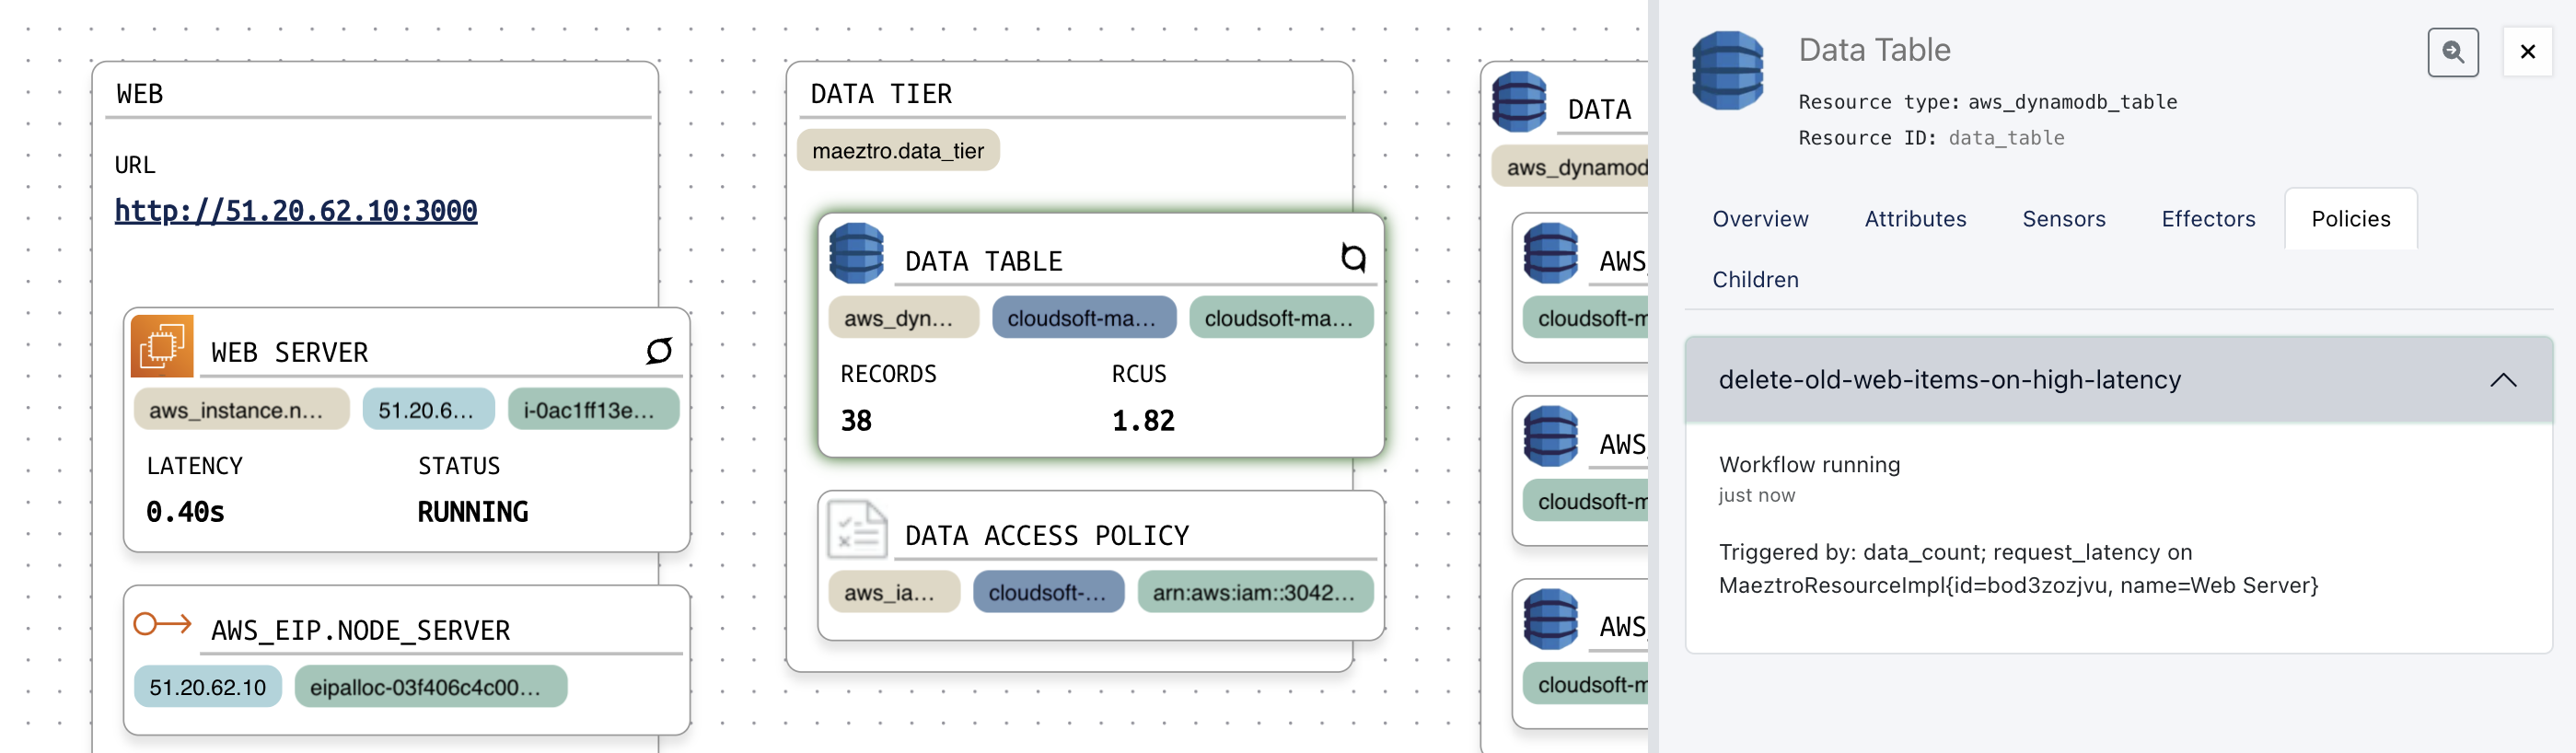 WEB
URL
http://51.20.62.10:3000
WEB SERVER
aws_instance.n...
51.20.6...
i-0ac1ff13e...
LATENCY
STATUS
0.40s
RUNNING
AWS_EIP.NODE_SERVER
51.20.62.10
eipalloc-03f406c4c00...
DATA TIER
maeztro.data_tier
DATA TABLE
aws_dyn...
cloudsoft-ma...
cloudsoft-ma...
RECORDS
RCUS
38
1.82
DATA ACCESS POLICY
aws_ia...
cloudsoft-...
arn:aws:iam::3042...
DATA
aws_dynamod
AWS_
cloudsoft-m
AWS_
cloudsoft-m
AWS_
cloudsoft-m
Data Table
Resource type: aws_dynamodb_table
Resource ID: data_table
Overview
Attributes
Sensors
Effectors
Policies
Children
delete-old-web-items-on-high-latency
Workflow running
just now
Triggered by: data_count; request_latency on
MaeztroResourceImpl{id=bod3zozjvu, name=Web Server}